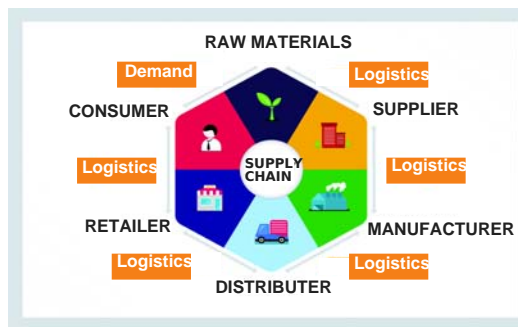 RAW MATERIALS
Demand
Logistics
CONSUMER
SUPPLIER
SUPPLY
CHAIN
Logistics
Logistics
RETAILER
MANUFACTURER
Logistics
Logistics
DISTRIBUTER